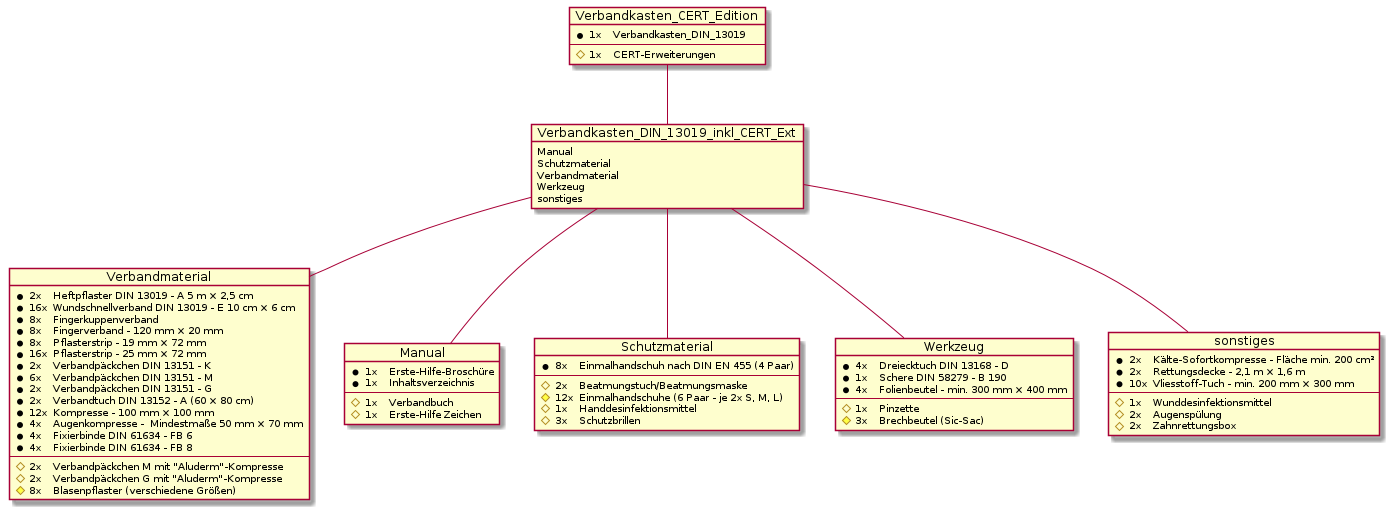 Verbandkasten_CERT_Edition
1x Verbandkasten_DIN_13019
1x CERT-Erweiterungen
Verbandkasten_DIN_13019_inkl_CERT_Ext
Manual
Schutzmaterial
Verbandmaterial
Werkzeug
sonstiges
Verbandmaterial
2x Heftpflaster DIN 13019 - A 5 m × 2,5 cm
16x Wundschnellverband DIN 13019 - E 10 cm × 6 cm
8x Fingerkuppenverband
8x Fingerverband - 120 mm × 20 mm
8x Pflasterstrip - 19 mm × 72 mm
16x Pflasterstrip - 25 mm × 72 mm
2x Verbandpäckchen DIN 13151 - K
6x Verbandpäckchen DIN 13151 - M
2x Verbandpäckchen DIN 13151 - G
2x Verbandtuch DIN 13152 - A (60 × 80 cm)
12x Kompresse - 100 mm × 100 mm
4x Augenkompresse - Mindestmaße 50 mm × 70 mm
4x Fixierbinde DIN 61634 - FB 6
4x Fixierbinde DIN 61634 - FB 8
2x Verbandpäckchen M mit "Aluderm"-Kompresse
2x Verbandpäckchen G mit "Aluderm"-Kompresse
8x Blasenpflaster (verschiedene Größen)
Manual
1x Erste-Hilfe-Broschüre
1x Inhaltsverzeichnis
1x Verbandbuch
1x Erste-Hilfe Zeichen
Schutzmaterial
8x Einmalhandschuh nach DIN EN 455 (4 Paar)
2x Beatmungstuch/Beatmungsmaske
12x Einmalhandschuhe (6 Paar - je 2x S, M, L)
1x Handdesinfektionsmittel
3x Schutzbrillen
Werkzeug
4x Dreiecktuch DIN 13168 - D
1x Schere DIN 58279 - B 190
4x Folienbeutel - min. 300 mm × 400 mm
1x Pinzette
3x Brechbeutel (Sic-Sac)
sonstiges
2x Kälte-Sofortkompresse - Fläche min. 200 cm²
2x Rettungsdecke - 2,1 m × 1,6 m
10x Vliesstoff-Tuch - min. 200 mm × 300 mm
1x Wunddesinfektionsmittel
2x Augenspülung
2x Zahnrettungsbox